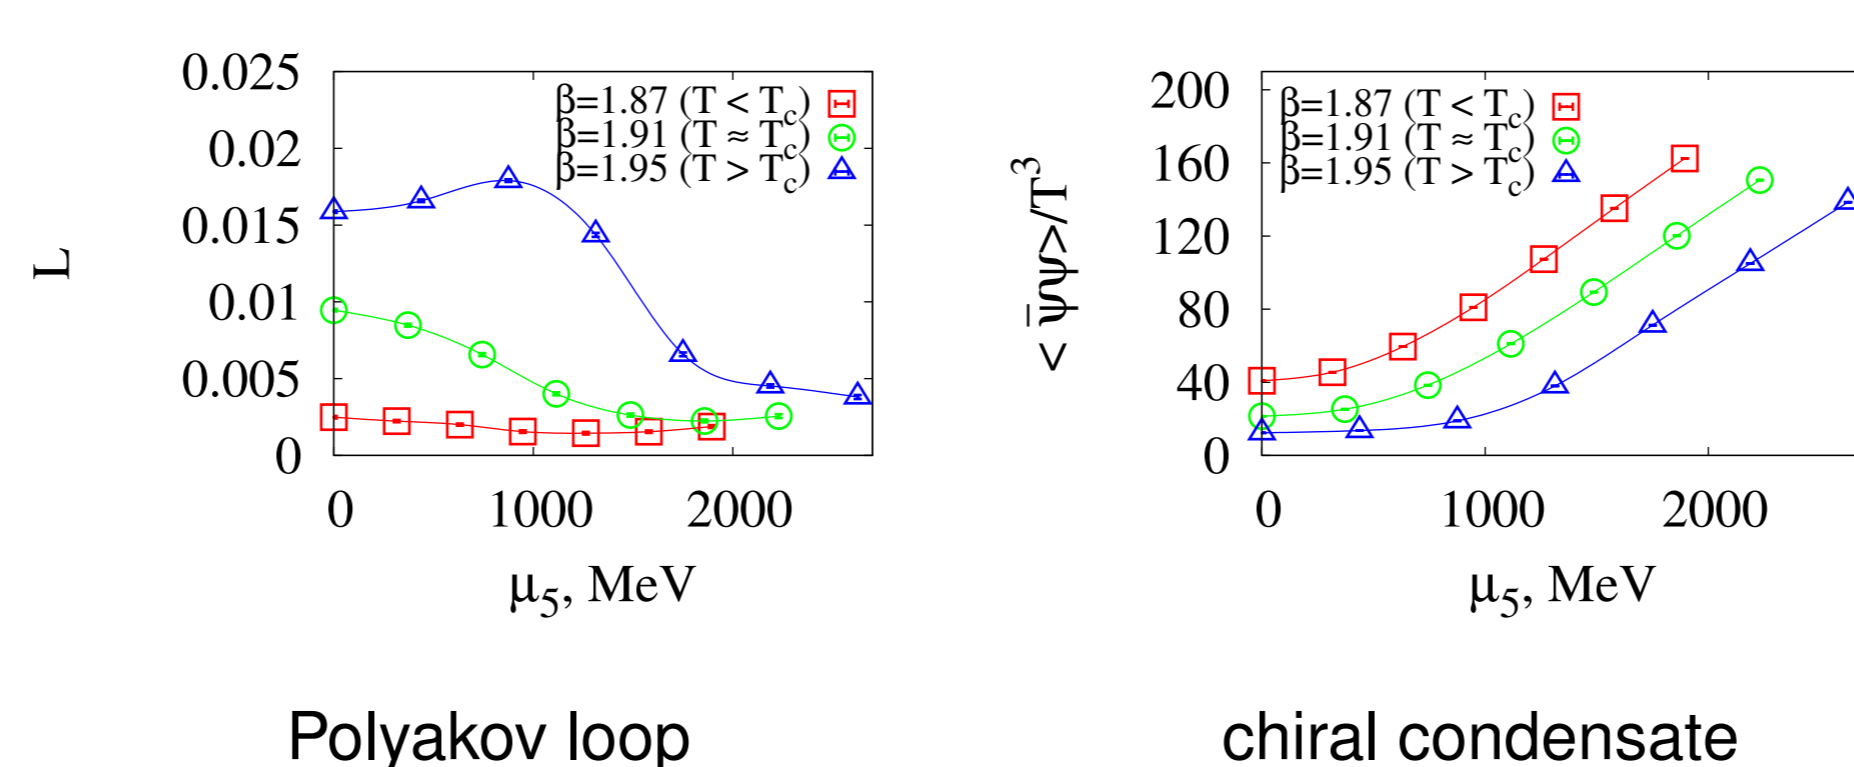 0.025
0.02
0.015
0.01
0.005
0
L
β=1.87 (T < Tc)
β=1.91 (T ≈ Tc)
β=1.95 (T > Tc)
0 1000 2000
μ5, MeV
Polyakov loop
200
160
120
80
40
0
< ψ̄ψ>/T³
β=1.87 (T < Tc)
β=1.91 (T ≈ Tc)
β=1.95 (T > Tc)
0 1000 2000
μ5, MeV
chiral condensate